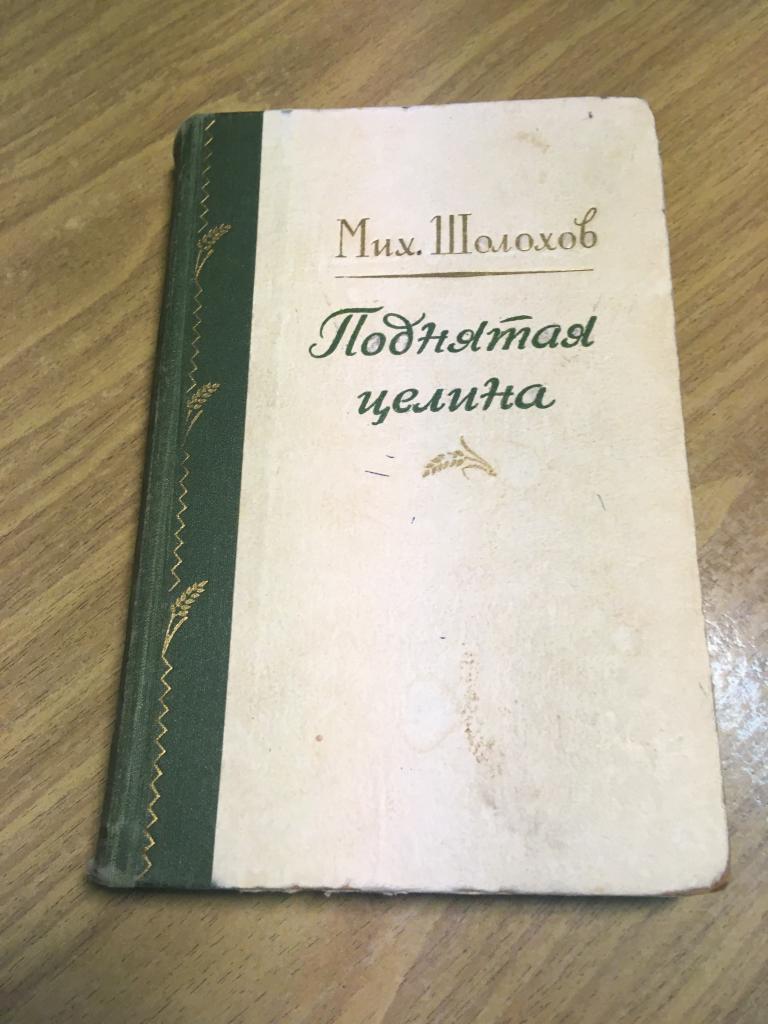 Мих. Шолохов
Поднятая
целина